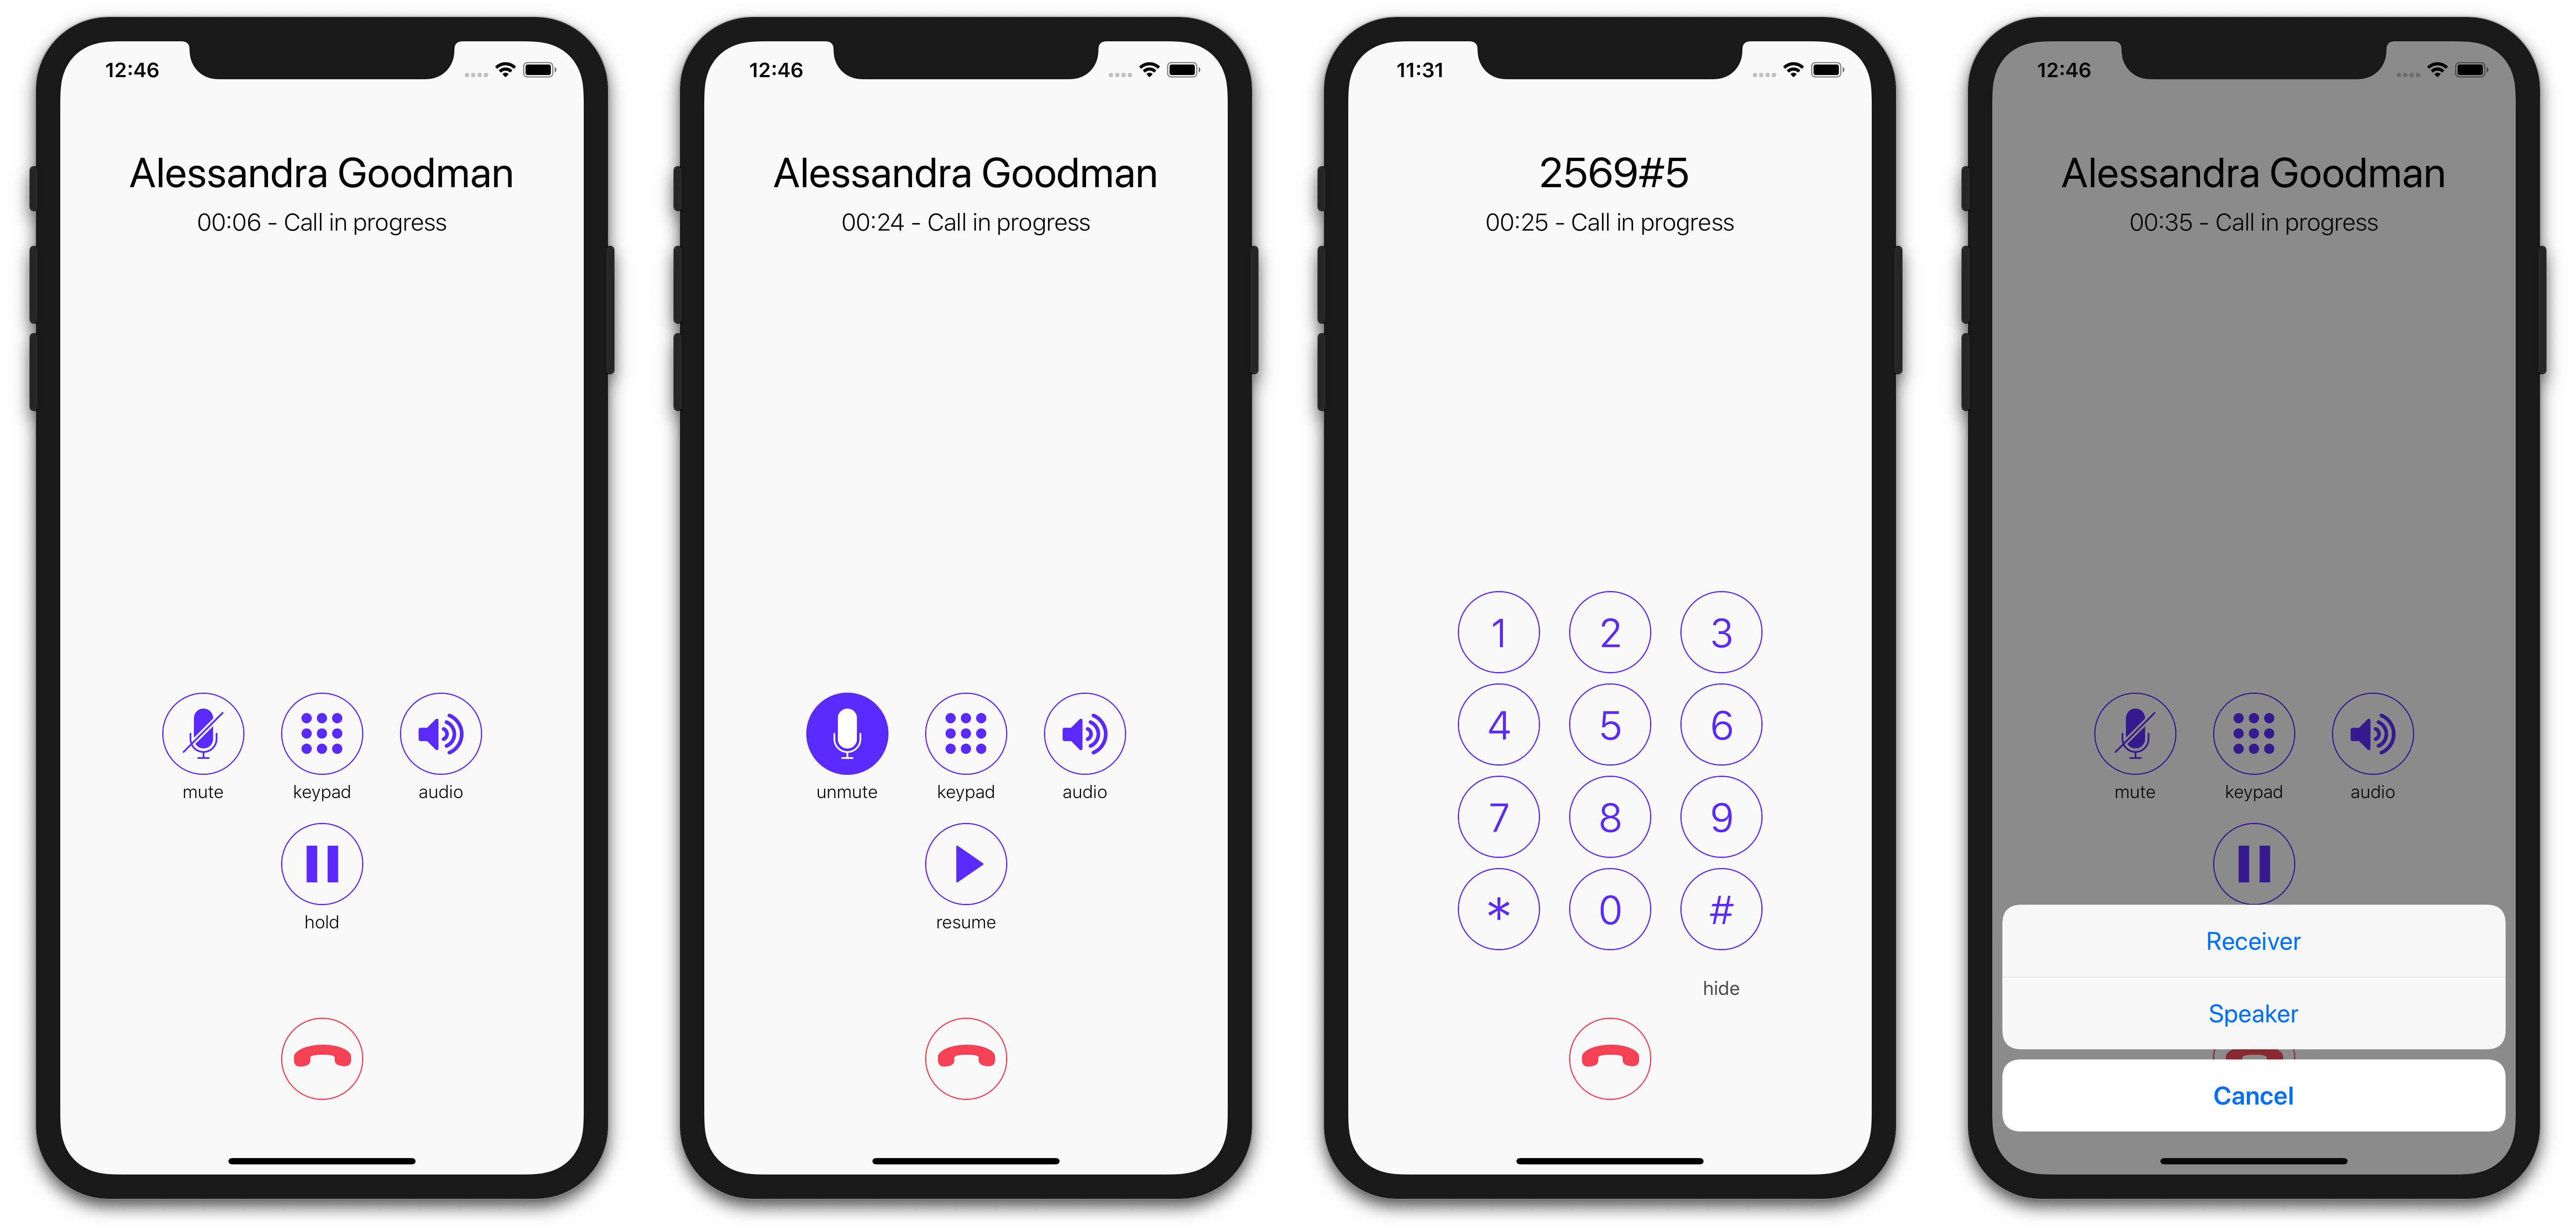 12:46
Alessandra Goodman
00:06 - Call in progress
mute keypad audio
hold
12:46
Alessandra Goodman
00:24 - Call in progress
unmute keypad audio
resume
11:31
2569#5
00:25 - Call in progress
1 2 3
4 5 6
7 8 9
* 0 #
hide
12:46
Alessandra Goodman
00:35 - Call in progress
mute keypad audio
Receiver
Speaker
Cancel